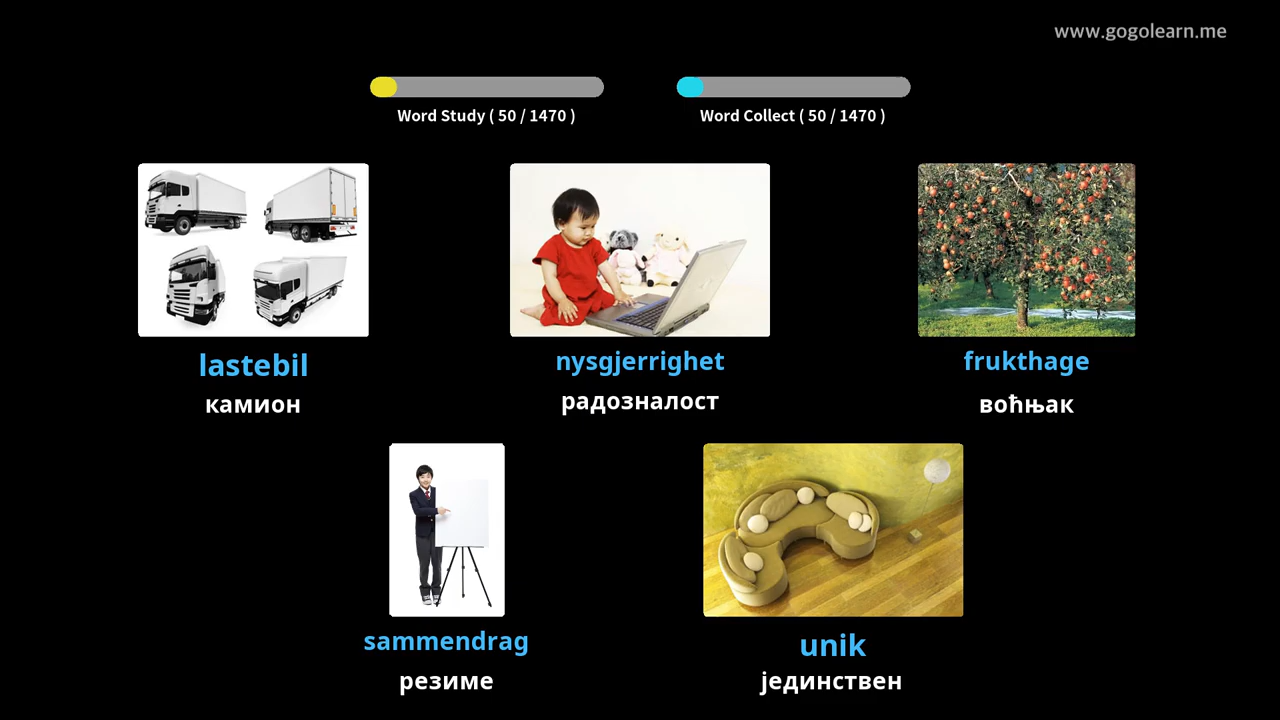 www.gogolearn.me
Word Study ( 50 / 1470 )
Word Collect ( 50 / 1470 )
lastebil
камион
nysgjerrighet
радозналост
frukthage
воћњак
sammendrag
резиме
unik
јединствен